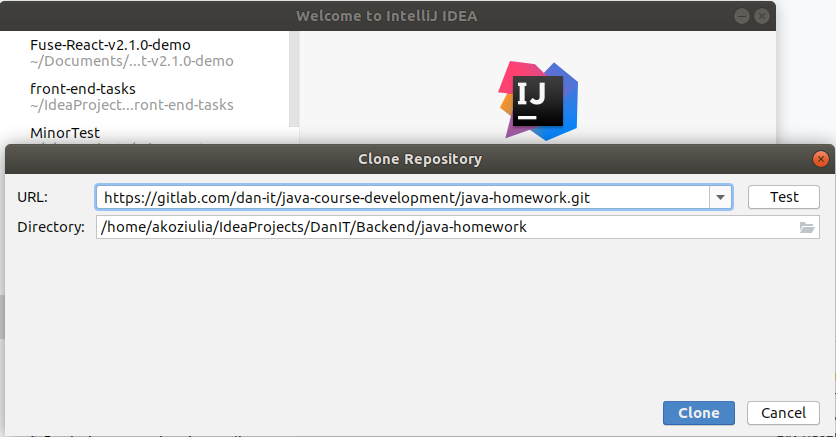 Welcome to IntelliJ IDEA
Fuse-React-v2.1.0-demo
~/Documents/...t-v2.1.0-demo
front-end-tasks
~/IdeaProject...ront-end-tasks
MinorTest
IJ
Clone Repository
URL: https://gitlab.com/dan-it/java-course-development/java-homework.git Test
Directory: /home/akoziulia/IdeaProjects/DanIT/Backend/java-homework
Clone Cancel